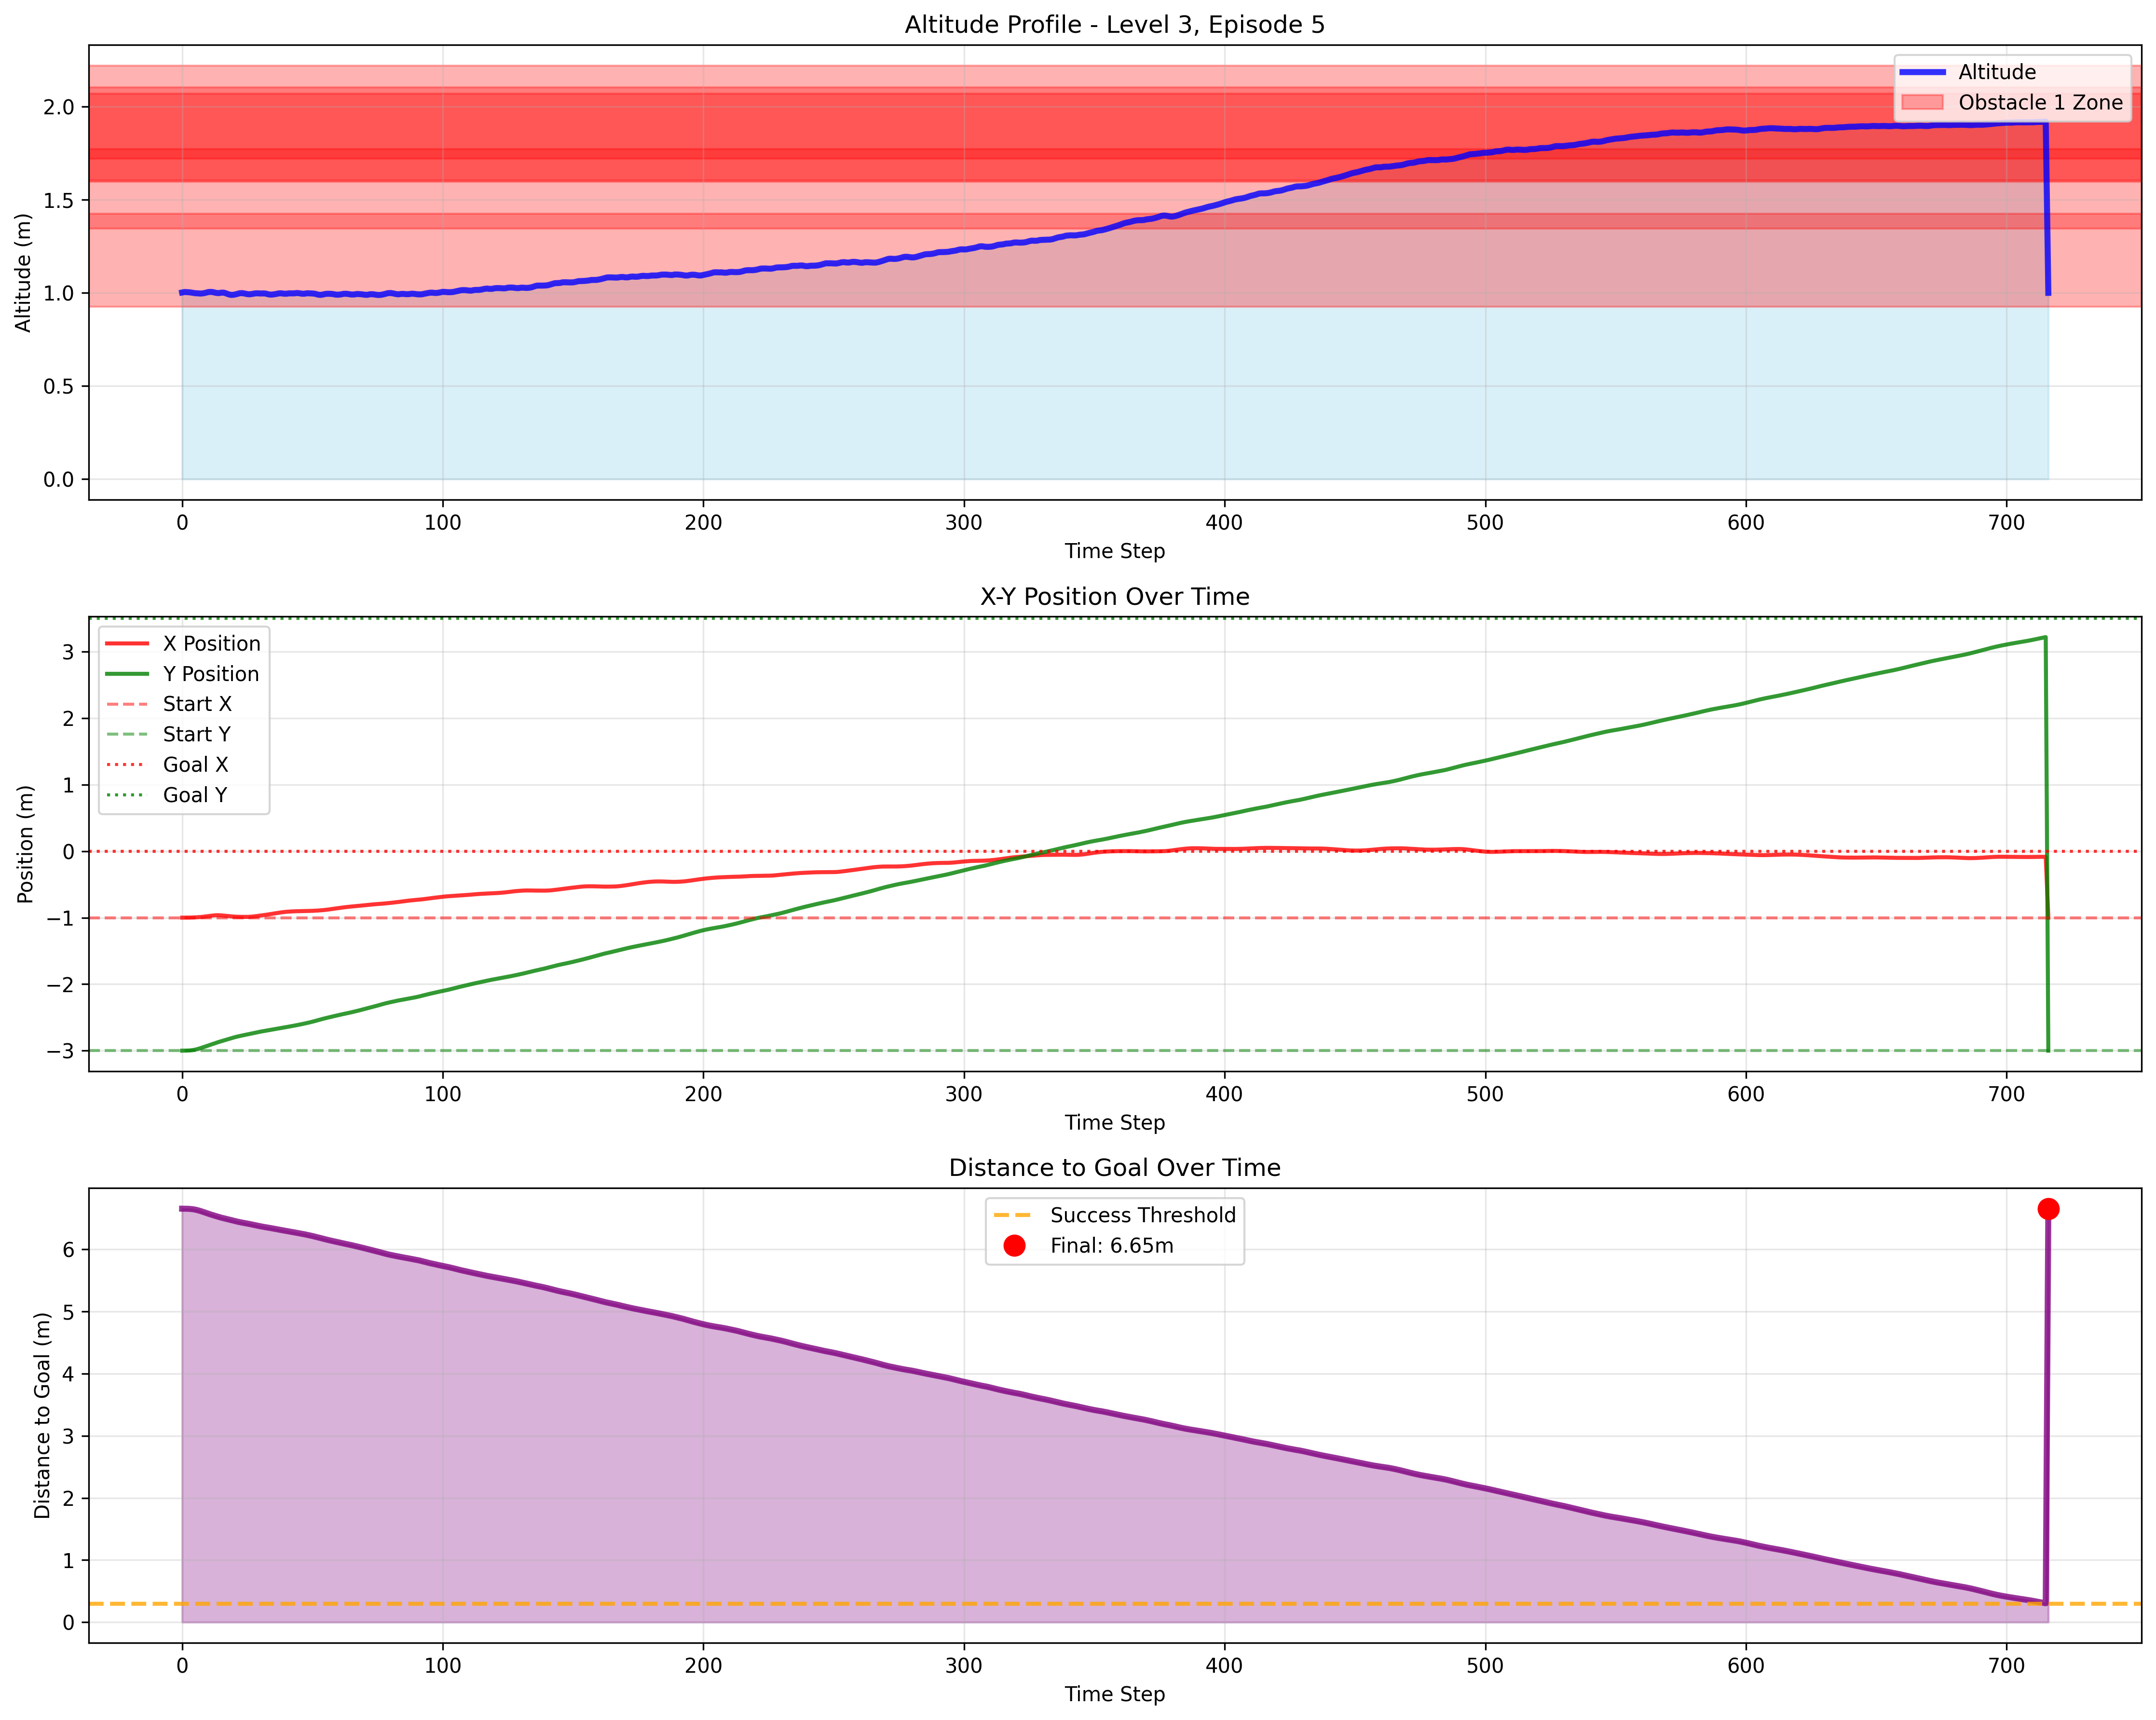 Altitude Profile - Level 3, Episode 5
Altitude (m)
2.0
1.5
1.0
0.5
0.0
Altitude
Obstacle 1 Zone
0 100 200 300 400 500 600 700
Time Step
X-Y Position Over Time
Position (m)
3
2
1
0
−1
−2
−3
X Position
Y Position
Start X
Start Y
Goal X
Goal Y
0 100 200 300 400 500 600 700
Time Step
Distance to Goal Over Time
Distance to Goal (m)
6
5
4
3
2
1
0
Success Threshold
Final: 6.65m
0 100 200 300 400 500 600 700
Time Step